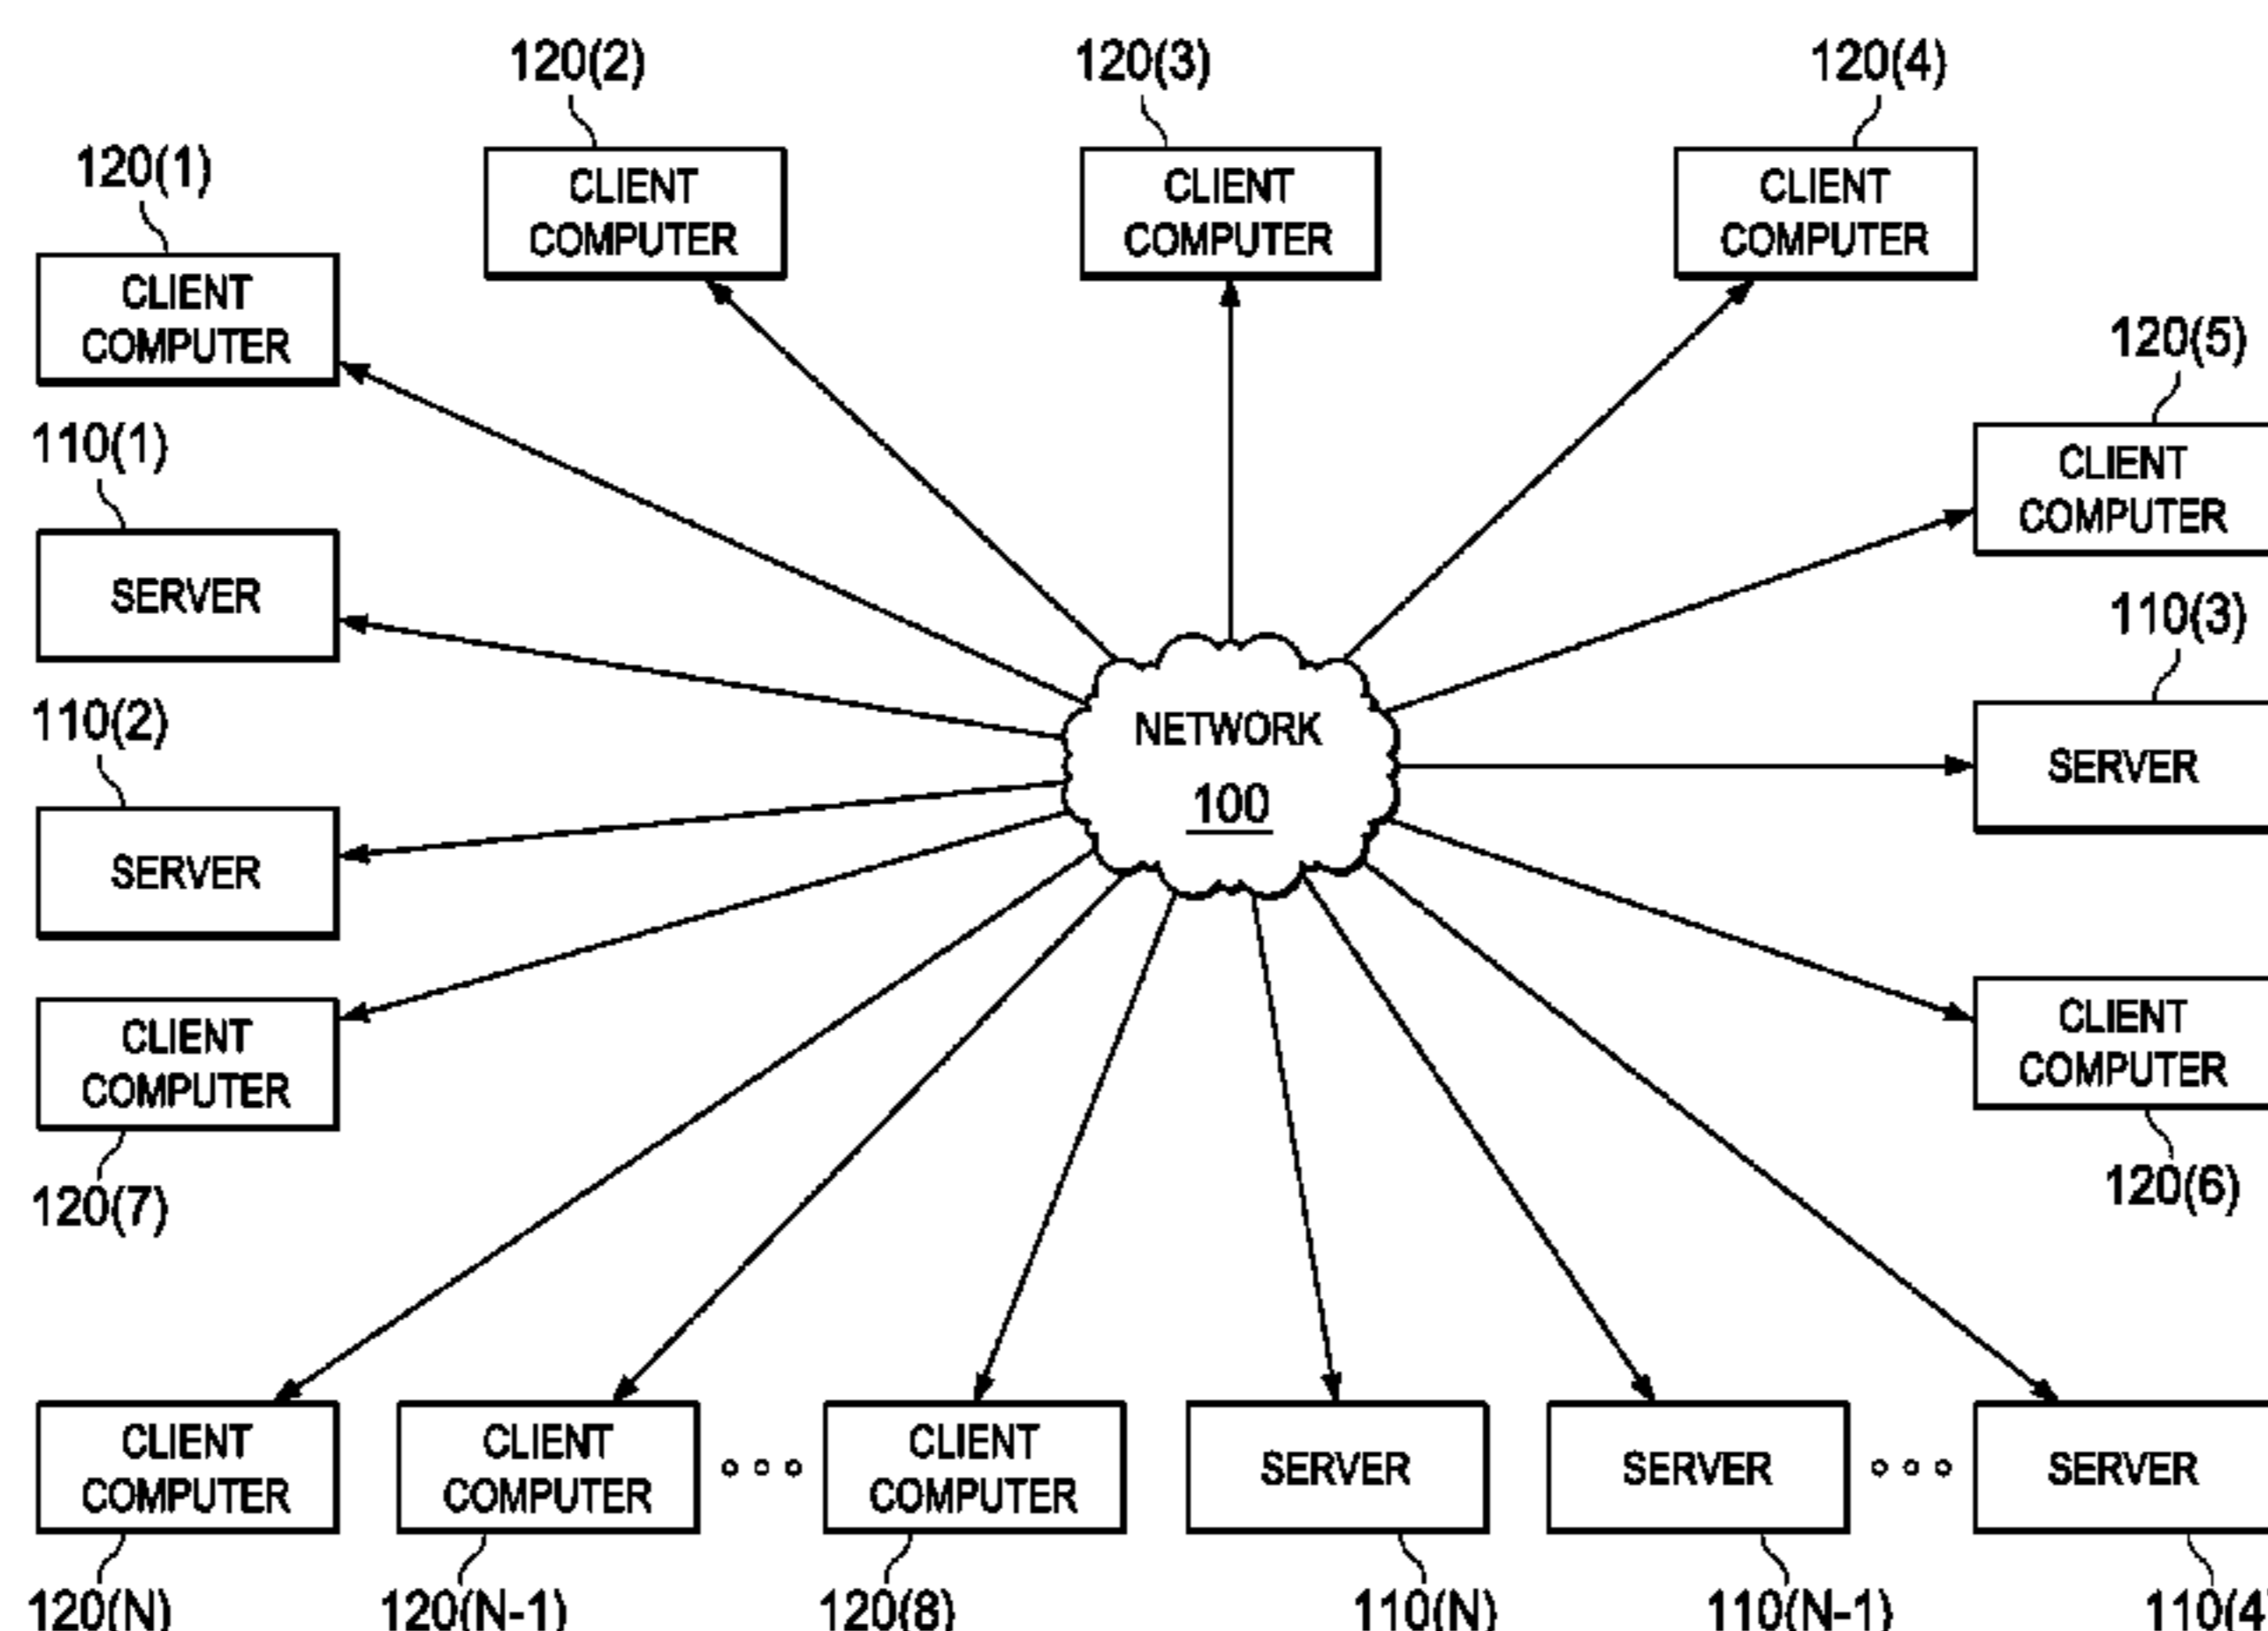 120(2)
120(3)
120(4)
120(1)
CLIENT
COMPUTER
CLIENT
COMPUTER
CLIENT
COMPUTER
CLIENT
COMPUTER
120(5)
110(1)
CLIENT
COMPUTER
SERVER
110(3)
110(2)
NETWORK
100
SERVER
SERVER
CLIENT
COMPUTER
CLIENT
COMPUTER
120(7)
120(6)
CLIENT
COMPUTER
CLIENT
COMPUTER
CLIENT
COMPUTER
SERVER
SERVER
SERVER
120(N)
120(N-1)
120(8)
110(N)
110(N-1)
110(4)